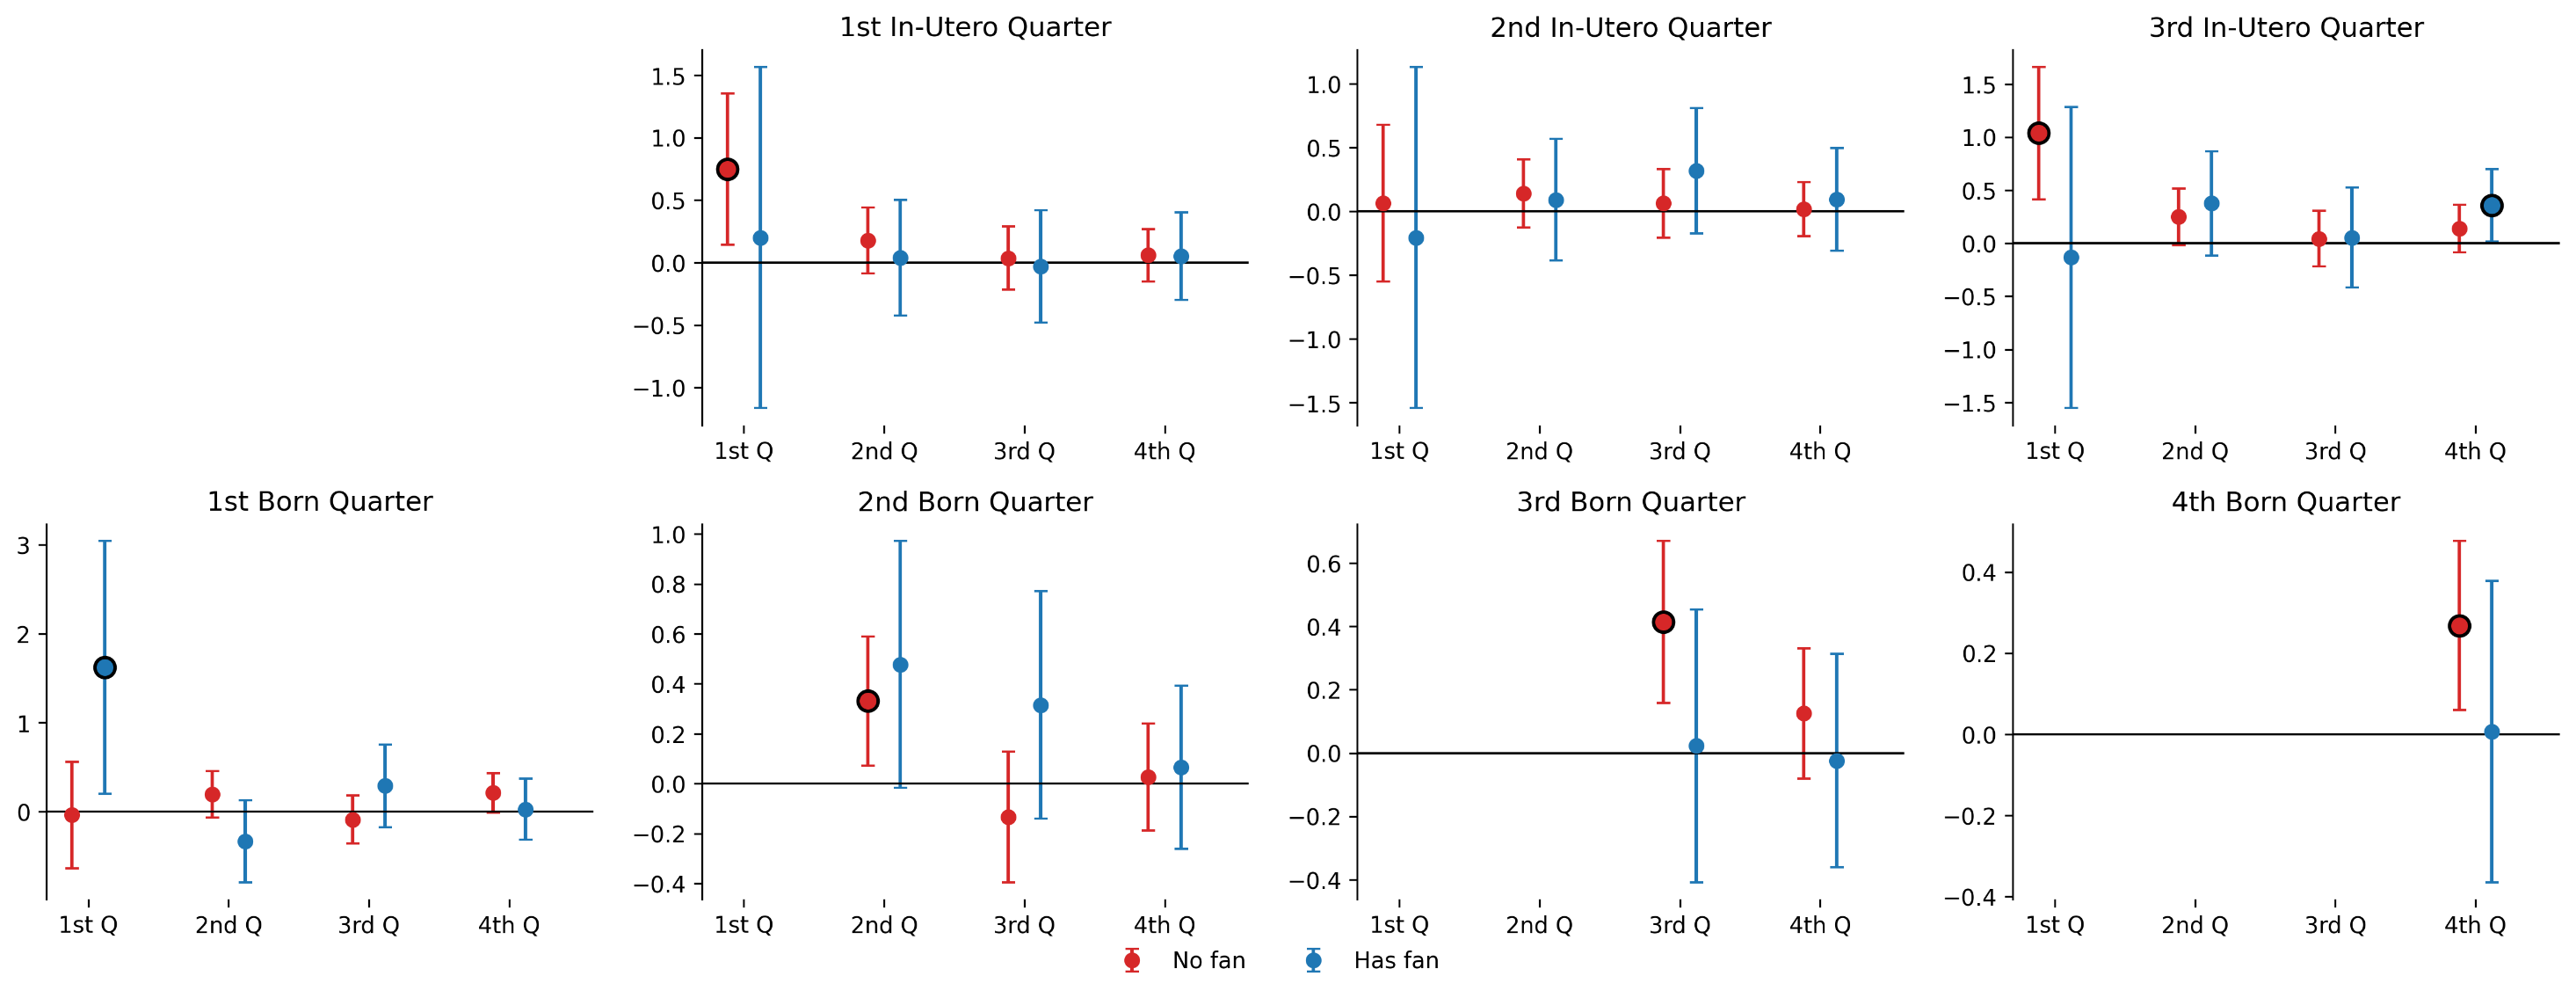 1st In-Utero Quarter
1.5
1.0
0.5
0.0
−0.5
−1.0
1st Q 2nd Q 3rd Q 4th Q
2nd In-Utero Quarter
1.0
0.5
0.0
−0.5
−1.0
−1.5
1st Q 2nd Q 3rd Q 4th Q
3rd In-Utero Quarter
1.5
1.0
0.5
0.0
−0.5
−1.0
−1.5
1st Q 2nd Q 3rd Q 4th Q
1st Born Quarter
3
2
1
0
1st Q 2nd Q 3rd Q 4th Q
2nd Born Quarter
1.0
0.8
0.6
0.4
0.2
0.0
−0.2
−0.4
1st Q 2nd Q 3rd Q 4th Q
3rd Born Quarter
0.6
0.4
0.2
0.0
−0.2
−0.4
1st Q 2nd Q 3rd Q 4th Q
4th Born Quarter
0.4
0.2
0.0
−0.2
−0.4
1st Q 2nd Q 3rd Q 4th Q
No fan Has fan